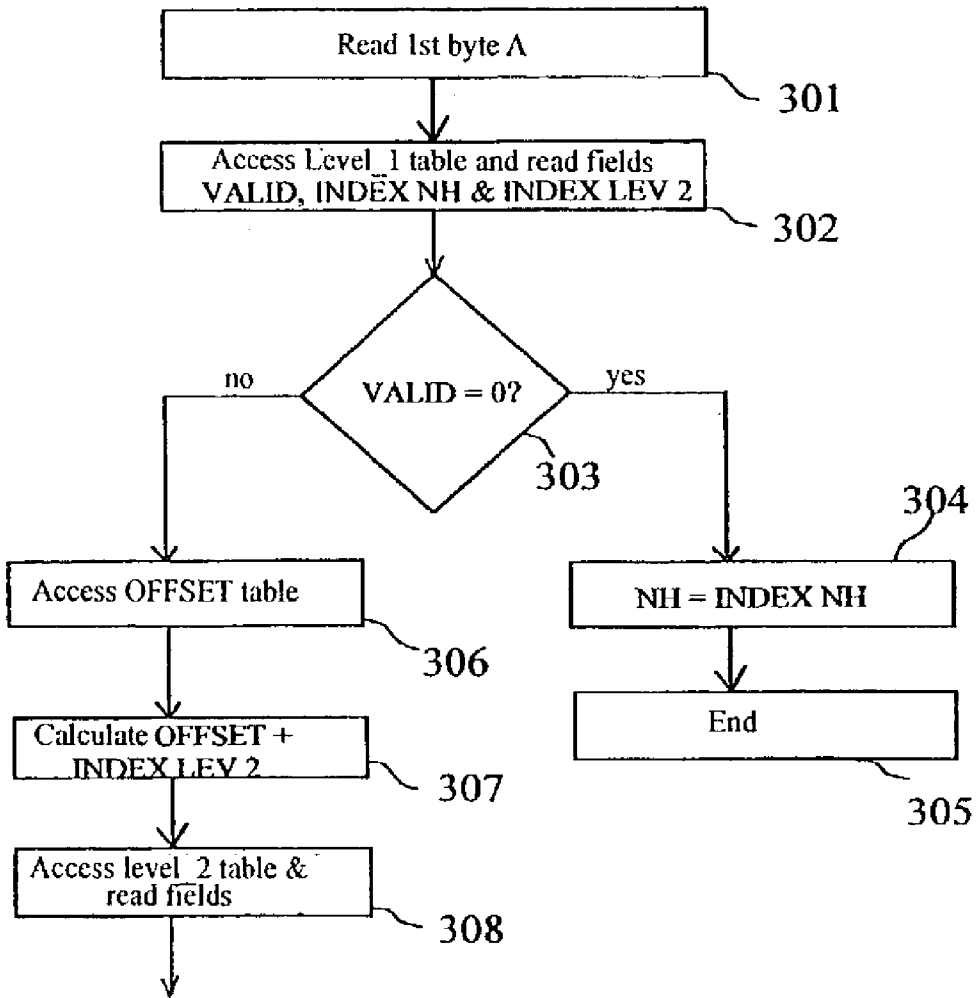 Read 1st byte A
301
Access Level_1 table and read fields
VALID, INDEX NH & INDEX LEV 2
302
no
VALID = 0?
yes
303
304
Access OFFSET table
NH = INDEX NH
306
End
Calculate OFFSET +
INDEX LEV 2
307
305
Access level_2 table &
read fields
308